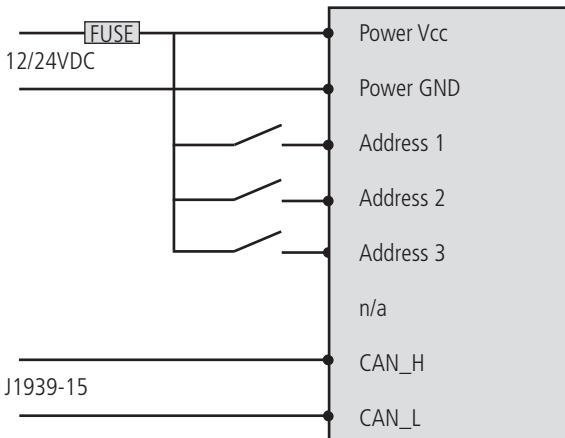 FUSE
Power Vcc
12/24VDC
Power GND
Address 1
Address 2
Address 3
n/a
CAN_H
J1939-15
CAN_L